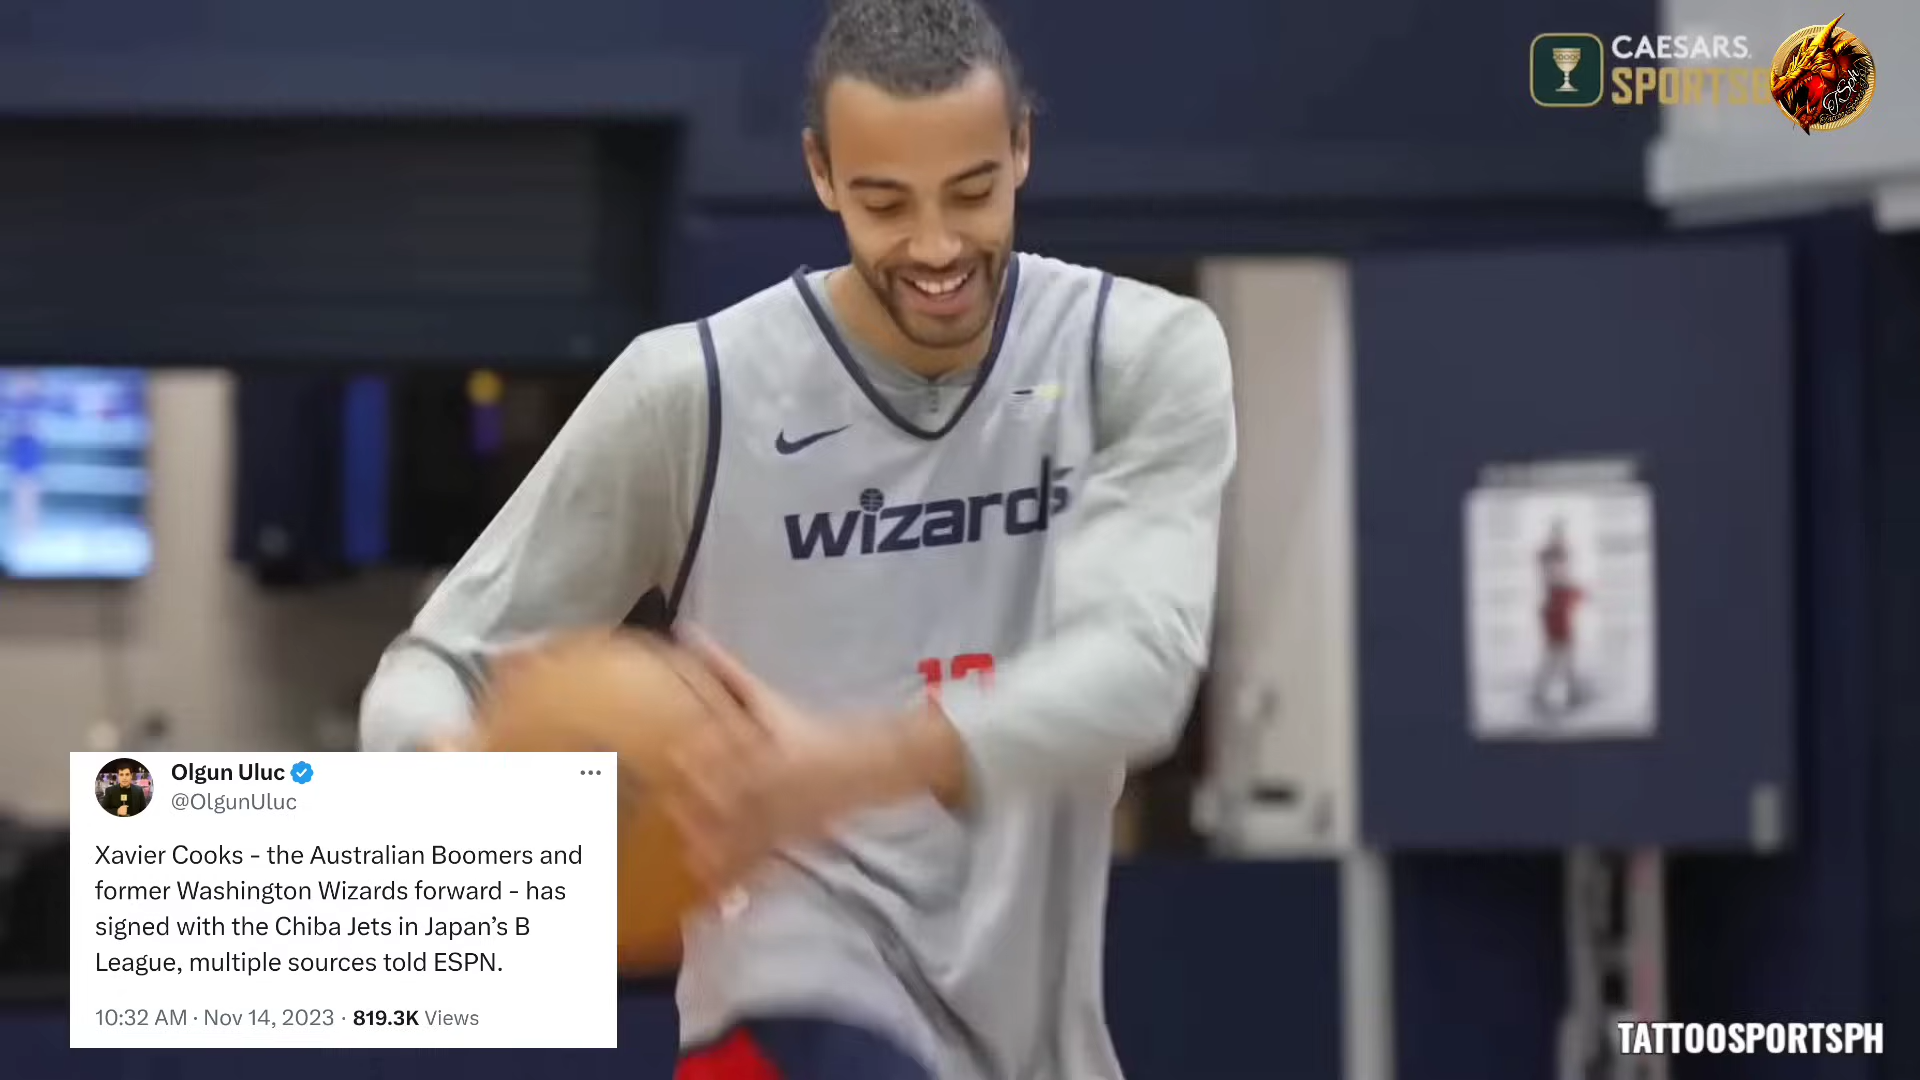 CAESARS
wizards
12
Olgun Uluc
@OlgunUluc
Xavier Cooks - the Australian Boomers and
former Washington Wizards forward - has
signed with the Chiba Jets in Japan’s B
League, multiple sources told ESPN.
10:32 AM · Nov 14, 2023 · 819.3K Views
TATTOOSPORTSPH